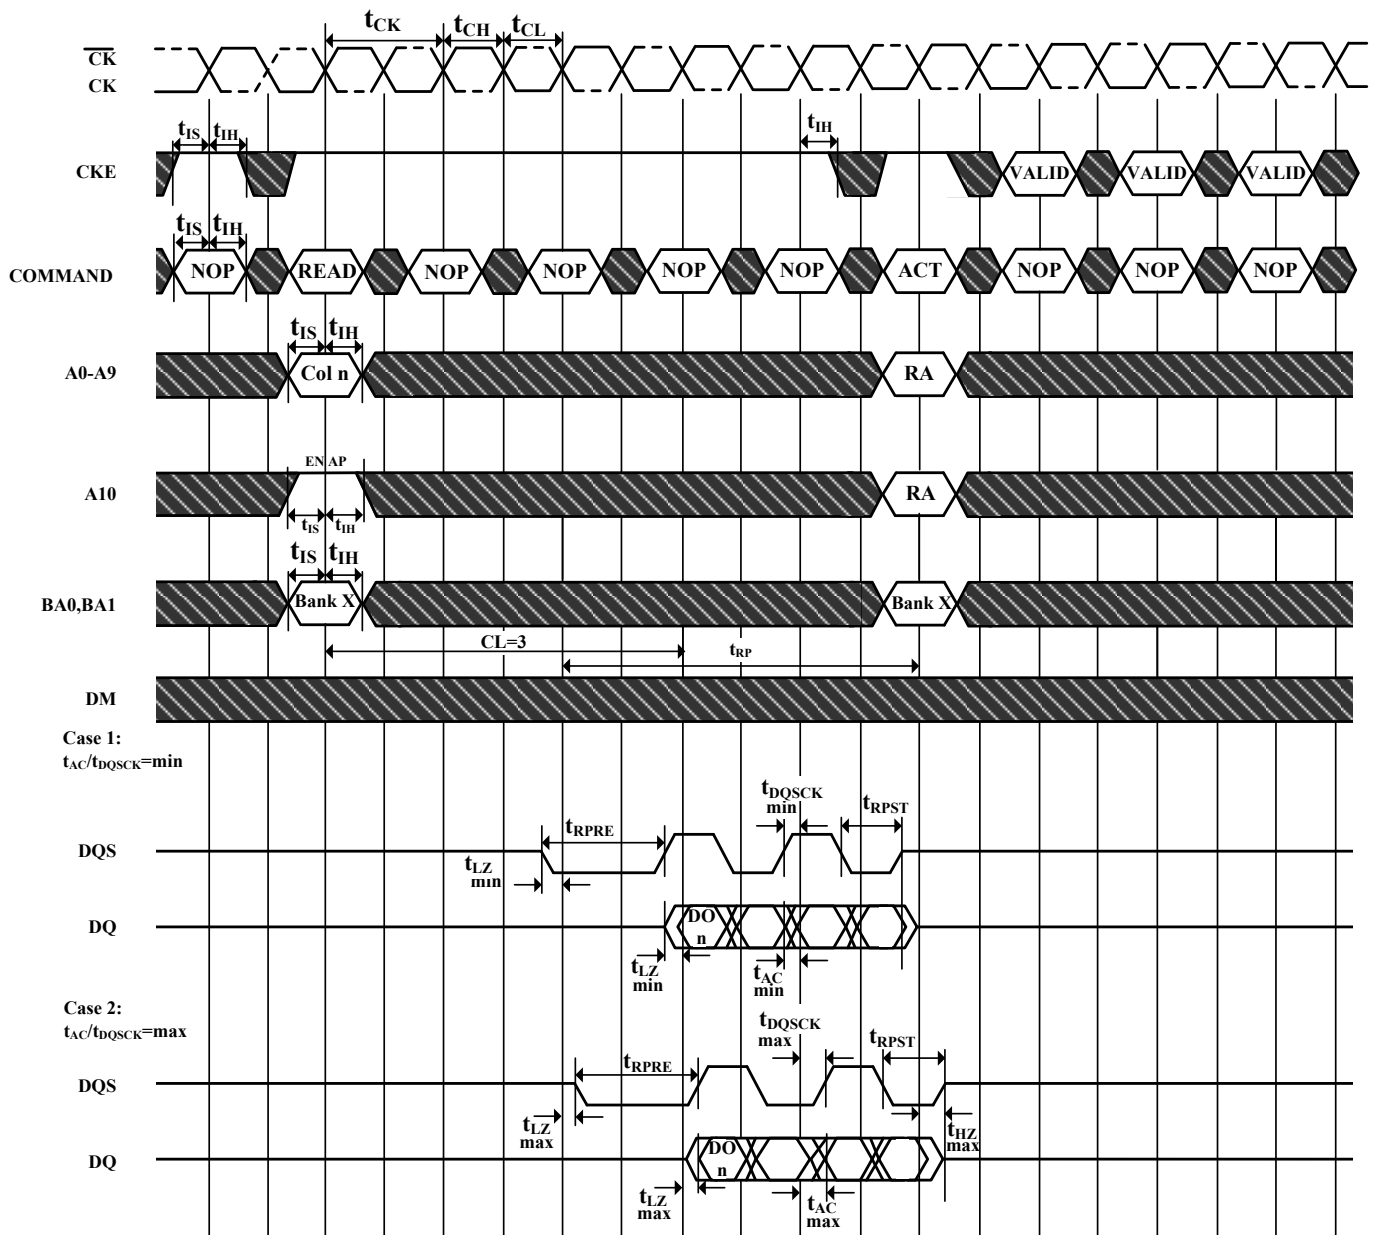 tCK tCH tCL
CK
CK
tIS tIH tIH
CKE VALID VALID VALID
tIS tIH
COMMAND NOP READ NOP NOP NOP NOP ACT NOP NOP NOP
tIS tIH
A0-A9 Col n RA
EN AP
A10 RA
tIS tIH
tIS tIH
BA0,BA1 Bank X Bank X
CL=3 tRP
DM
Case 1:
tAC/tDQSCK=min
tDQSCK min tRPST
tRPRE
DQS
tLZ min
DQ DO n
tLZ min tAC min
Case 2:
tAC/tDQSCK=max
tDQSCK max tRPST
tRPRE
DQS
tLZ max tHZ max
DQ DO n
tLZ max tAC max